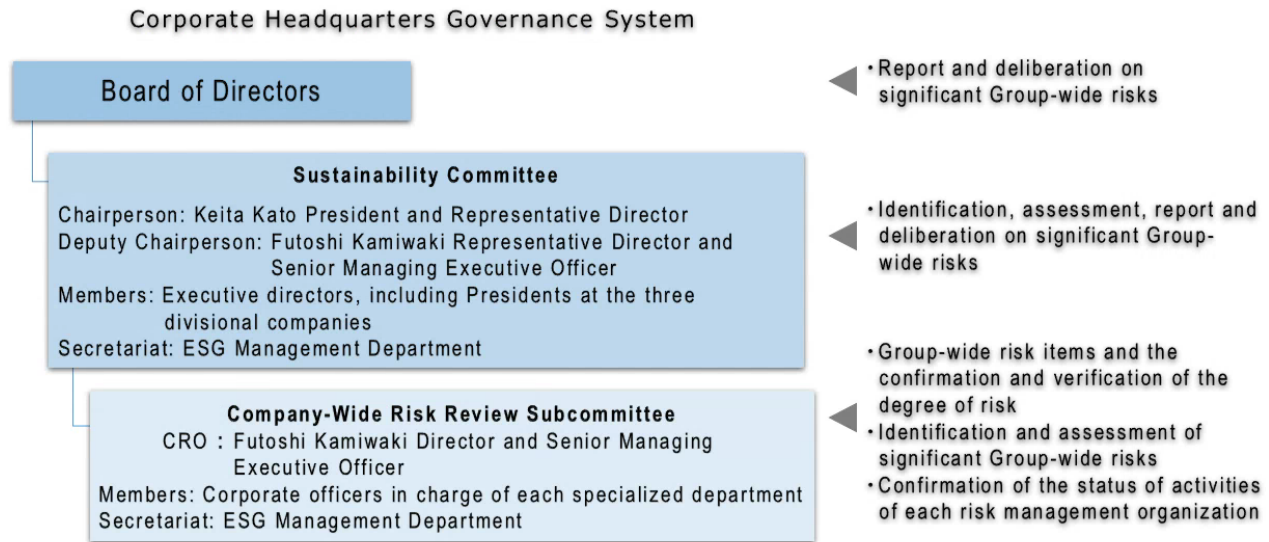 Corporate Headquarters Governance System
Board of Directors
・Report and deliberation on
significant Group-wide risks
Sustainability Committee
Chairperson: Keita Kato President and Representative Director
Deputy Chairperson: Futoshi Kamiwaki Representative Director and
Senior Managing Executive Officer
Members: Executive directors, including Presidents at the three
divisional companies
Secretariat: ESG Management Department
・Identification, assessment, report and
deliberation on significant Group-
wide risks
Company-Wide Risk Review Subcommittee
CRO : Futoshi Kamiwaki Director and Senior Managing
Executive Officer
Members: Corporate officers in charge of each specialized department
Secretariat: ESG Management Department
・Group-wide risk items and the
confirmation and verification of the
degree of risk
・Identification and assessment of
significant Group-wide risks
・Confirmation of the status of activities
of each risk management organization